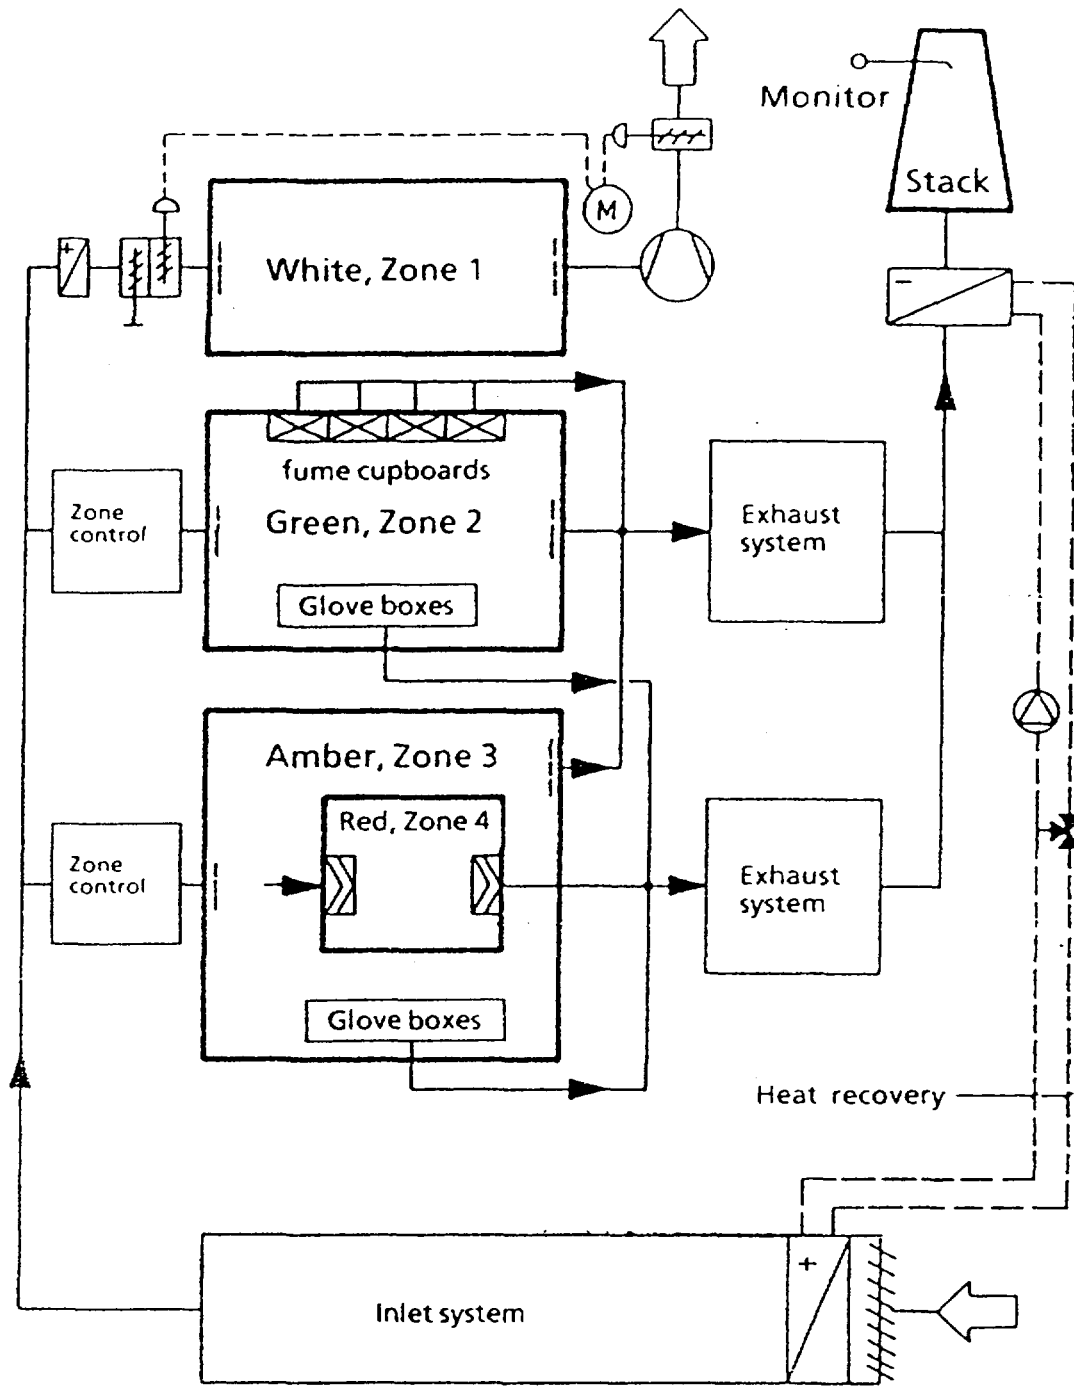 Monitor
Stack
M
+
White, Zone 1
−
fume cupboards
Zone
control
Green, Zone 2
Exhaust
system
Glove boxes
Amber, Zone 3
Red, Zone 4
Zone
control
Exhaust
system
Glove boxes
Heat recovery
+
Inlet system